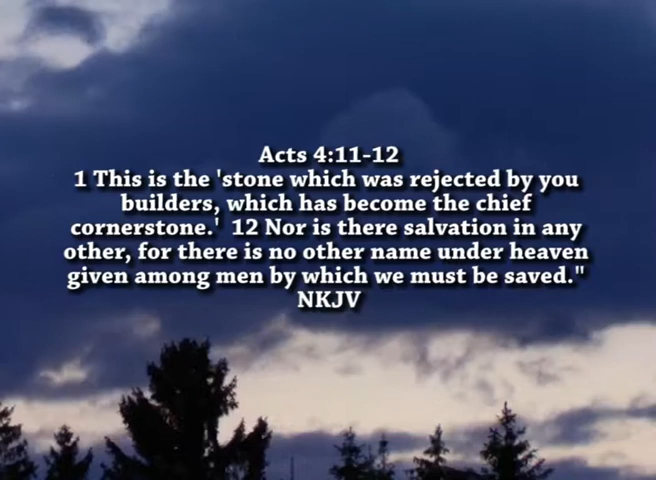 Acts 4:11-12
1 This is the 'stone which was rejected by you
builders, which has become the chief
cornerstone.' 12 Nor is there salvation in any
other, for there is no other name under heaven
given among men by which we must be saved."
NKJV